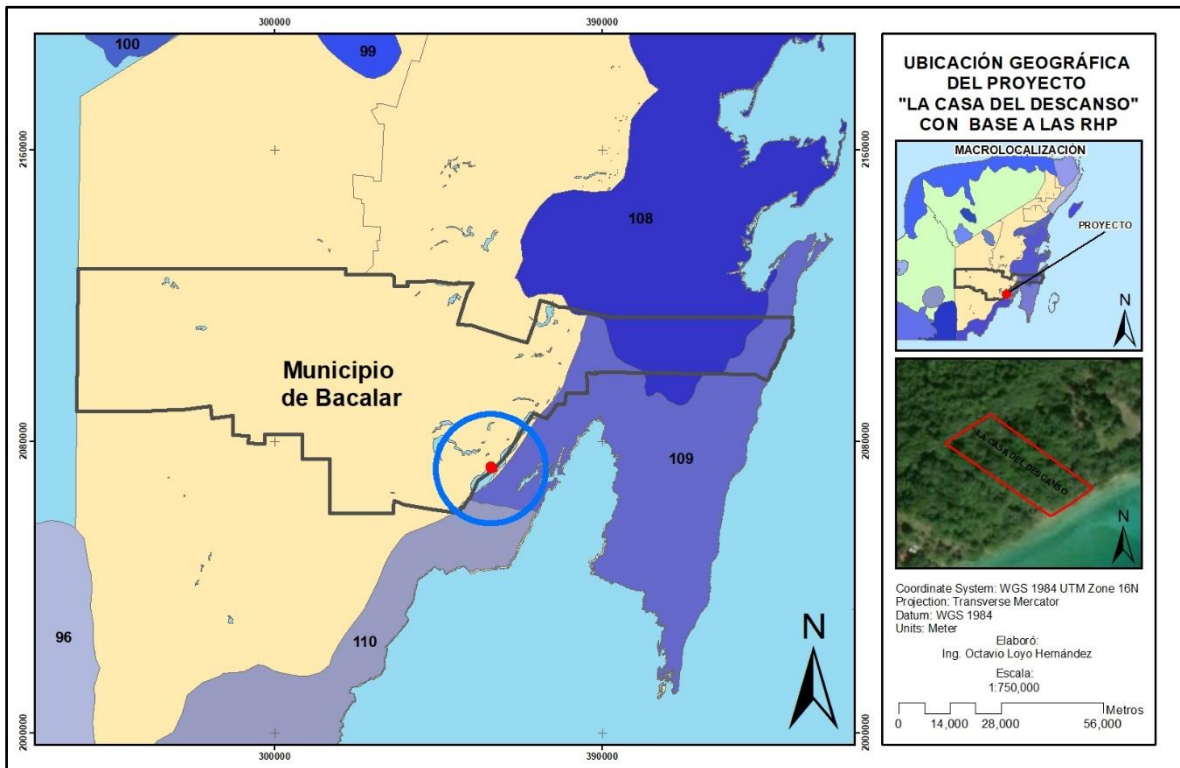 300000
390000
100
99
2160000
2160000
108
Municipio
de Bacalar
2080000
2080000
109
96
110
N
2000000
2000000
300000
390000
UBICACIÓN GEOGRÁFICA
DEL PROYECTO
"LA CASA DEL DESCANSO"
CON BASE A LAS RHP
MACROLOCALIZACIÓN
PROYECTO
N
LA CASA DEL DESCANSO
N
Coordinate System: WGS 1984 UTM Zone 16N
Projection: Transverse Mercator
Datum: WGS 1984
Units: Meter
Elaboró:
Ing. Octavio Loyo Hernández
Escala:
1:750,000
Metros
0 14,000 28,000 56,000